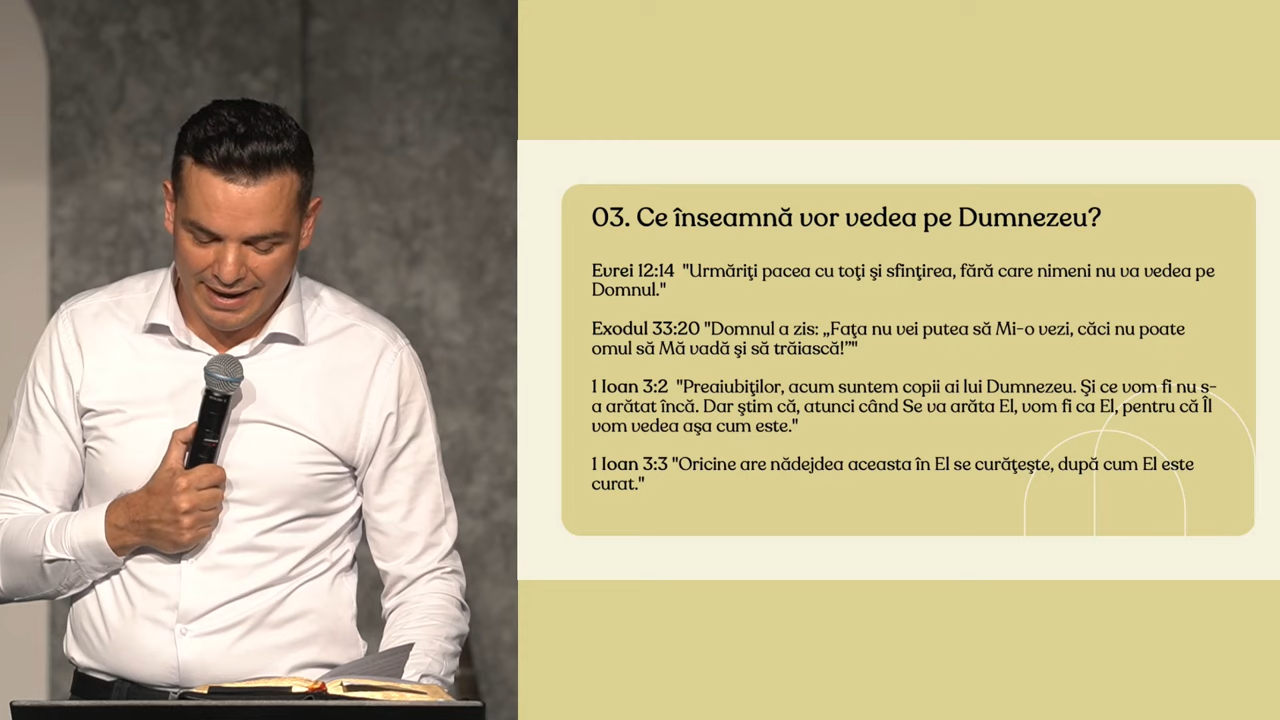 03. Ce înseamnă vor vedea pe Dumnezeu?
Evrei 12:14 "Urmăriţi pacea cu toţi şi sfinţirea, fără care nimeni nu va vedea pe
Domnul."
Exodul 33:20 "Domnul a zis: „Faţa nu vei putea să Mi-o vezi, căci nu poate
omul să Mă vadă şi să trăiască!”"
1 Ioan 3:2 "Preaiubiţilor, acum suntem copii ai lui Dumnezeu. Şi ce vom fi nu s-
a arătat încă. Dar ştim că, atunci când Se va arăta El, vom fi ca El, pentru că Îl
vom vedea aşa cum este."
1 Ioan 3:3 "Oricine are nădejdea aceasta în El se curăţeşte, după cum El este
curat."